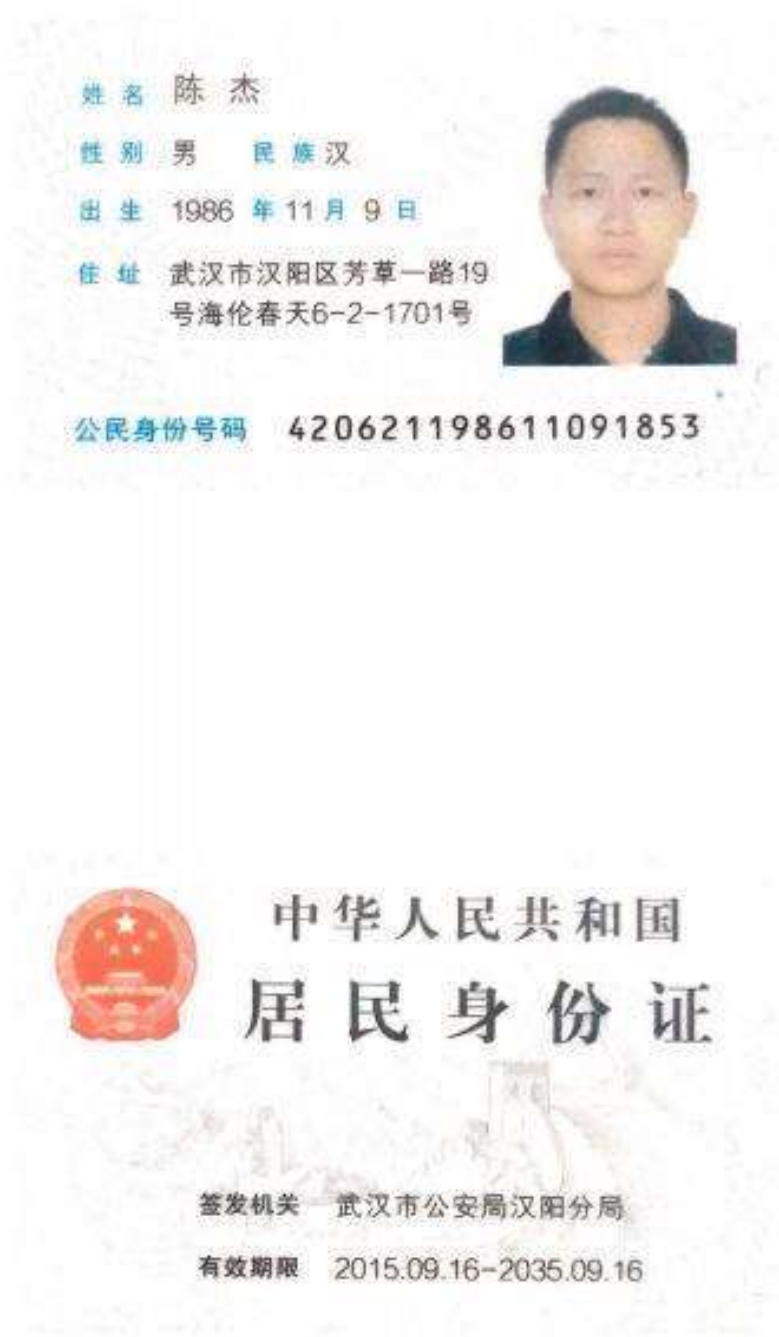 姓名 陈杰
性别 男 民族 汉
出生 1986 年 11 月 9 日
住址 武汉市汉阳区芳草一路19
号海伦春天6-2-1701号
公民身份号码 420621198611091853
中华人民共和国
居民身份证
签发机关 武汉市公安局汉阳分局
有效期限 2015.09.16-2035.09.16